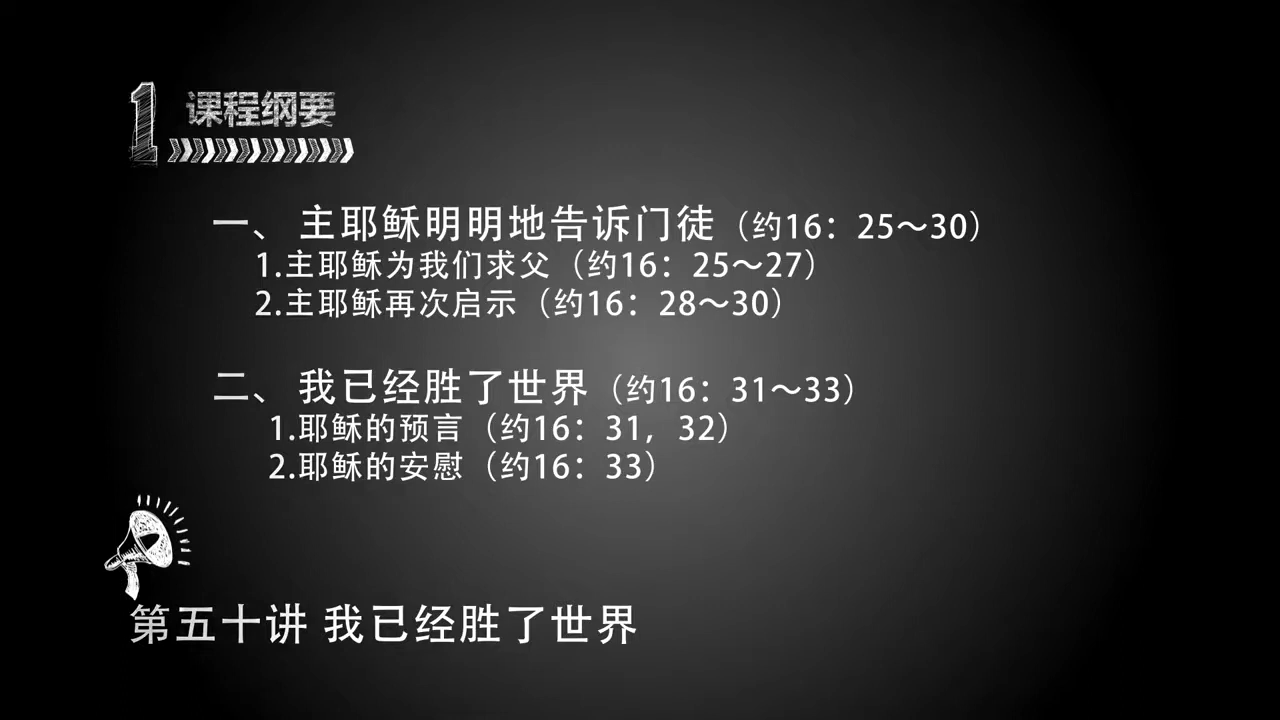 1 课程纲要
一、 主耶稣明明地告诉门徒（约16：25～30）
1.主耶稣为我们求父（约16：25～27）
2.主耶稣再次启示（约16：28～30）
二、 我已经胜了世界（约16：31～33）
1.耶稣的预言（约16：31，32）
2.耶稣的安慰（约16：33）
第五十讲 我已经胜了世界